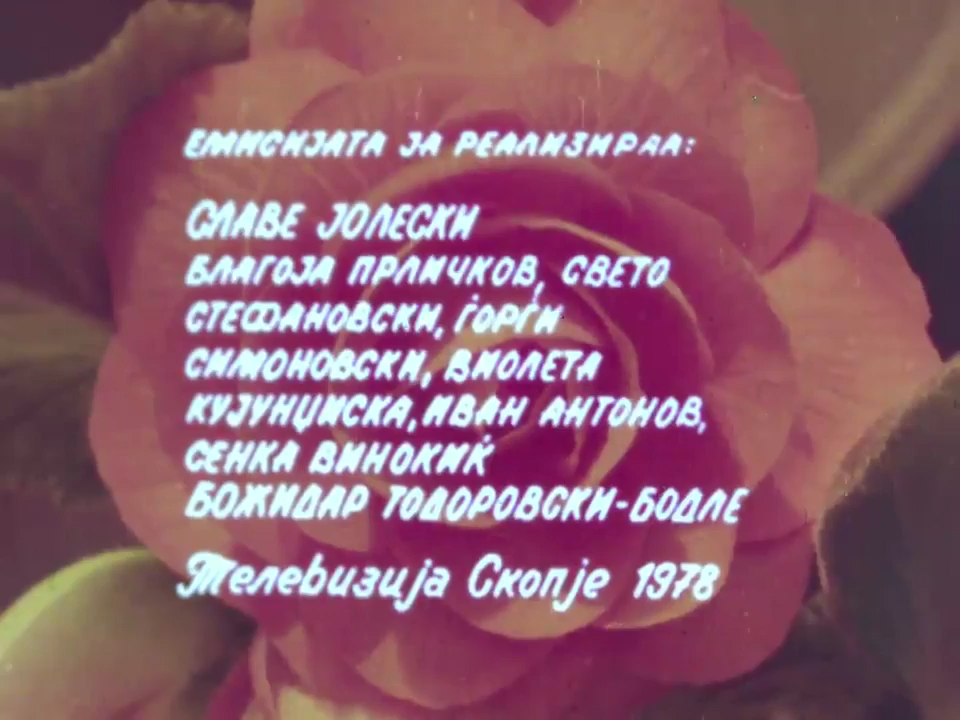 ЕМИСИЈАТА ЈА РЕАЛИЗИРАА:
СЛАВЕ ЈОЛЕСКИ
БЛАГОЈА ПРЛИЧКОВ, СВЕТО
СТЕФАНОВСКИ, ЃОРЃИ
СИМОНОВСКИ, ВИОЛЕТА
КУЈУНЏИСКА, ИВАН АНТОНОВ,
СЕНКА ВИНОКИЌ
БОЖИДАР ТОДОРОВСКИ-БОДЛЕ
Телевизија Скопје 1978